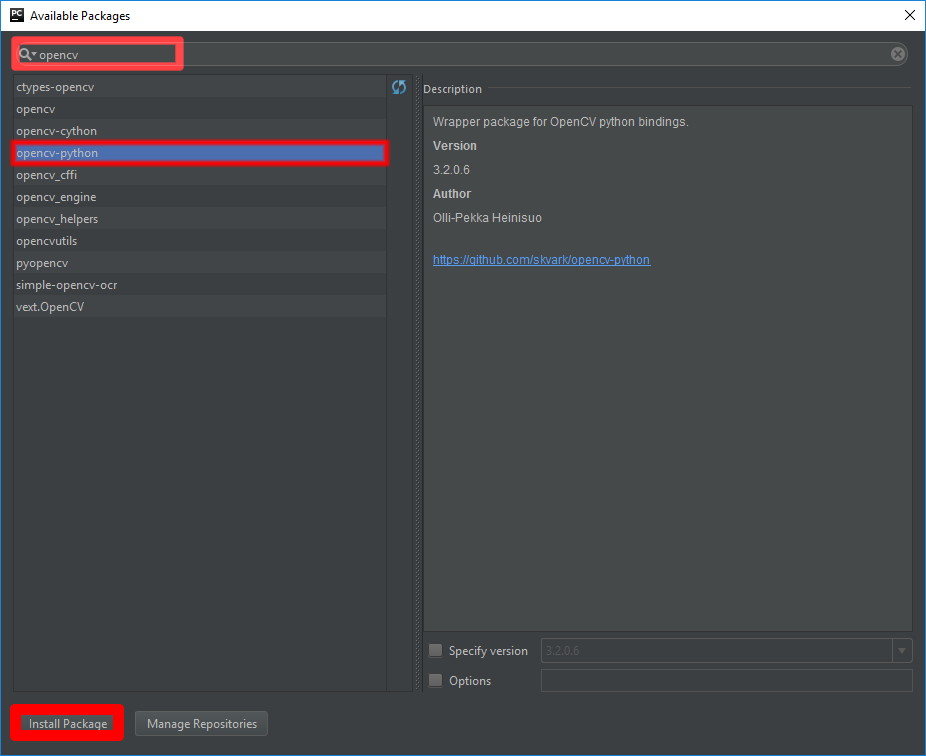 PC Available Packages
opencv
ctypes-opencv
opencv
opencv-cython
opencv-python
opencv_cffi
opencv_engine
opencv_helpers
opencvutils
pyopencv
simple-opencv-ocr
vext.OpenCV
Description
Wrapper package for OpenCV python bindings.
Version
3.2.0.6
Author
Olli-Pekka Heinisuo
https://github.com/skvark/opencv-python
Specify version 3.2.0.6
Options
Install Package Manage Repositories